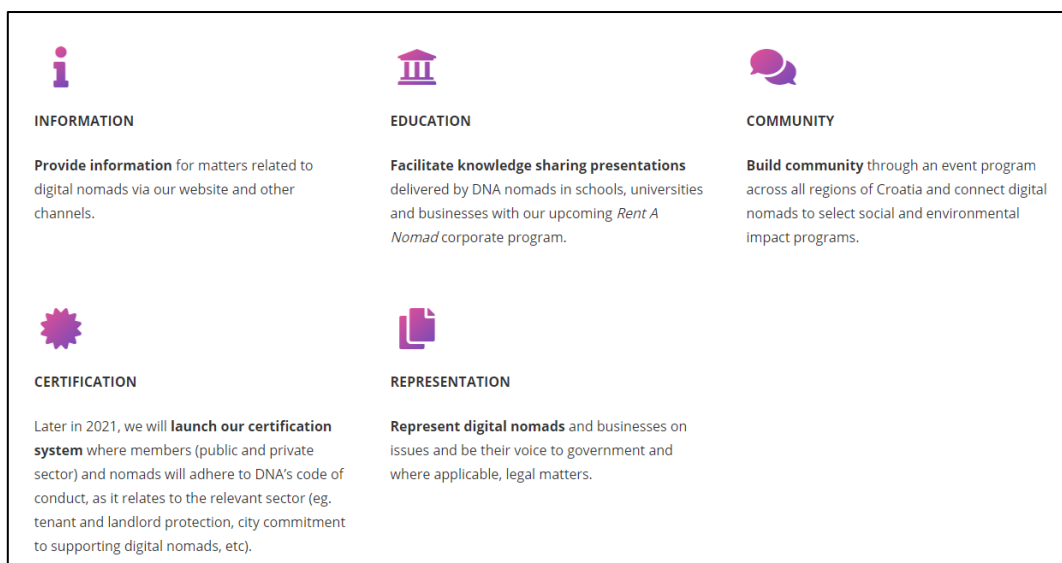 INFORMATION
Provide information for matters related to
digital nomads via our website and other
channels.
EDUCATION
Facilitate knowledge sharing presentations
delivered by DNA nomads in schools, universities
and businesses with our upcoming Rent A
Nomad corporate program.
COMMUNITY
Build community through an event program
across all regions of Croatia and connect digital
nomads to select social and environmental
impact programs.
CERTIFICATION
Later in 2021, we will launch our certification
system where members (public and private
sector) and nomads will adhere to DNA’s code of
conduct, as it relates to the relevant sector (eg.
tenant and landlord protection, city commitment
to supporting digital nomads, etc).
REPRESENTATION
Represent digital nomads and businesses on
issues and be their voice to government and
where applicable, legal matters.